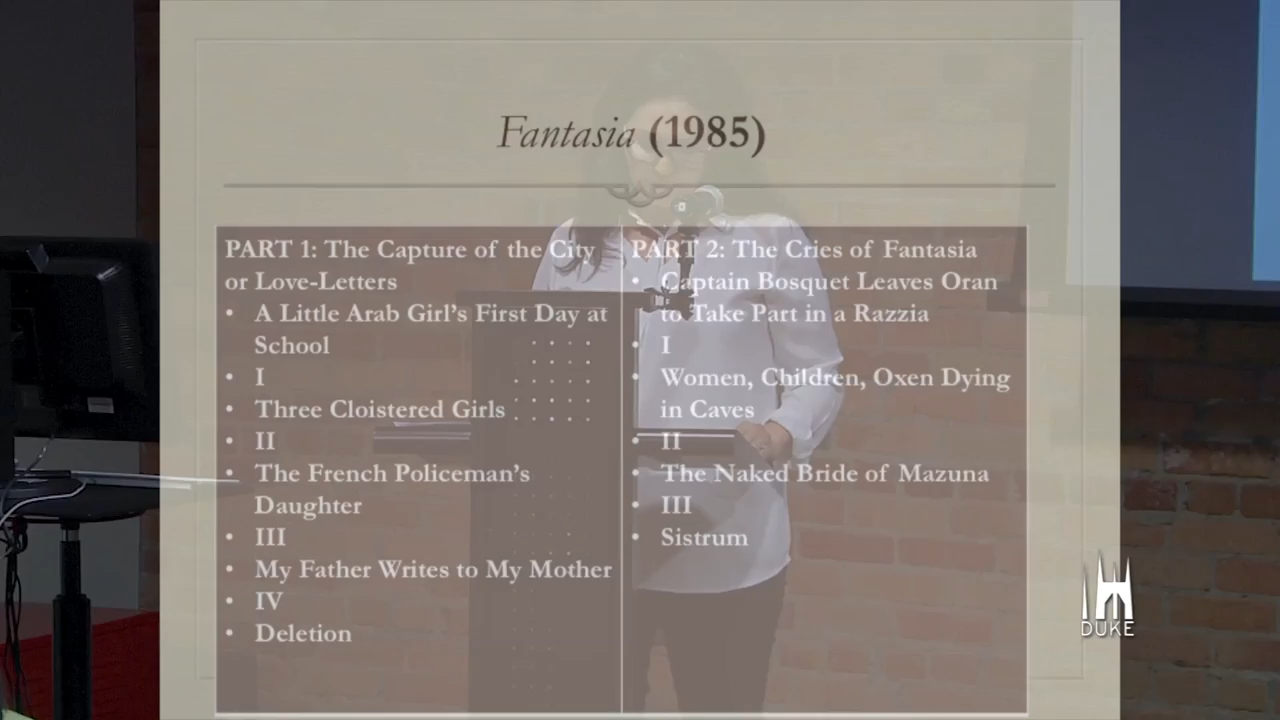 Fantasia (1985)
PART 1: The Capture of the City
or Love-Letters
• A Little Arab Girl's First Day at
School
• I
• Three Cloistered Girls
• II
• The French Policeman's
Daughter
• III
• My Father Writes to My Mother
• IV
• Deletion
PART 2: The Cries of Fantasia
• Captain Bosquet Leaves Oran
to Take Part in a Razzia
• I
• Women, Children, Oxen Dying
in Caves
• II
• The Naked Bride of Mazuna
• III
• Sistrum
DUKE